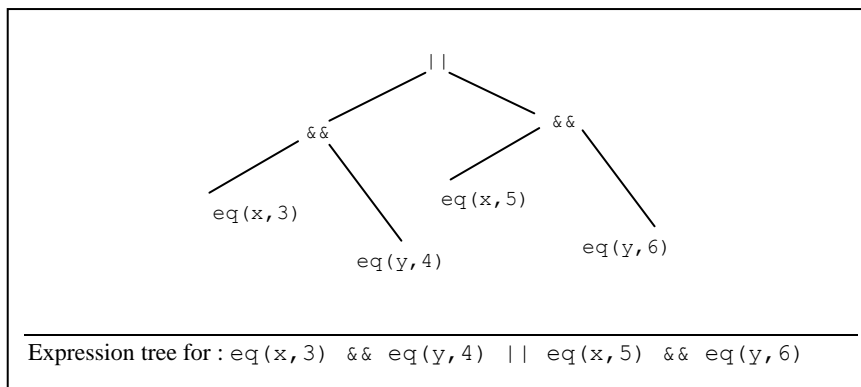 ||
&& &&
eq(x,3) eq(x,5)
eq(y,4) eq(y,6)
Expression tree for : eq(x,3) && eq(y,4) || eq(x,5) && eq(y,6)